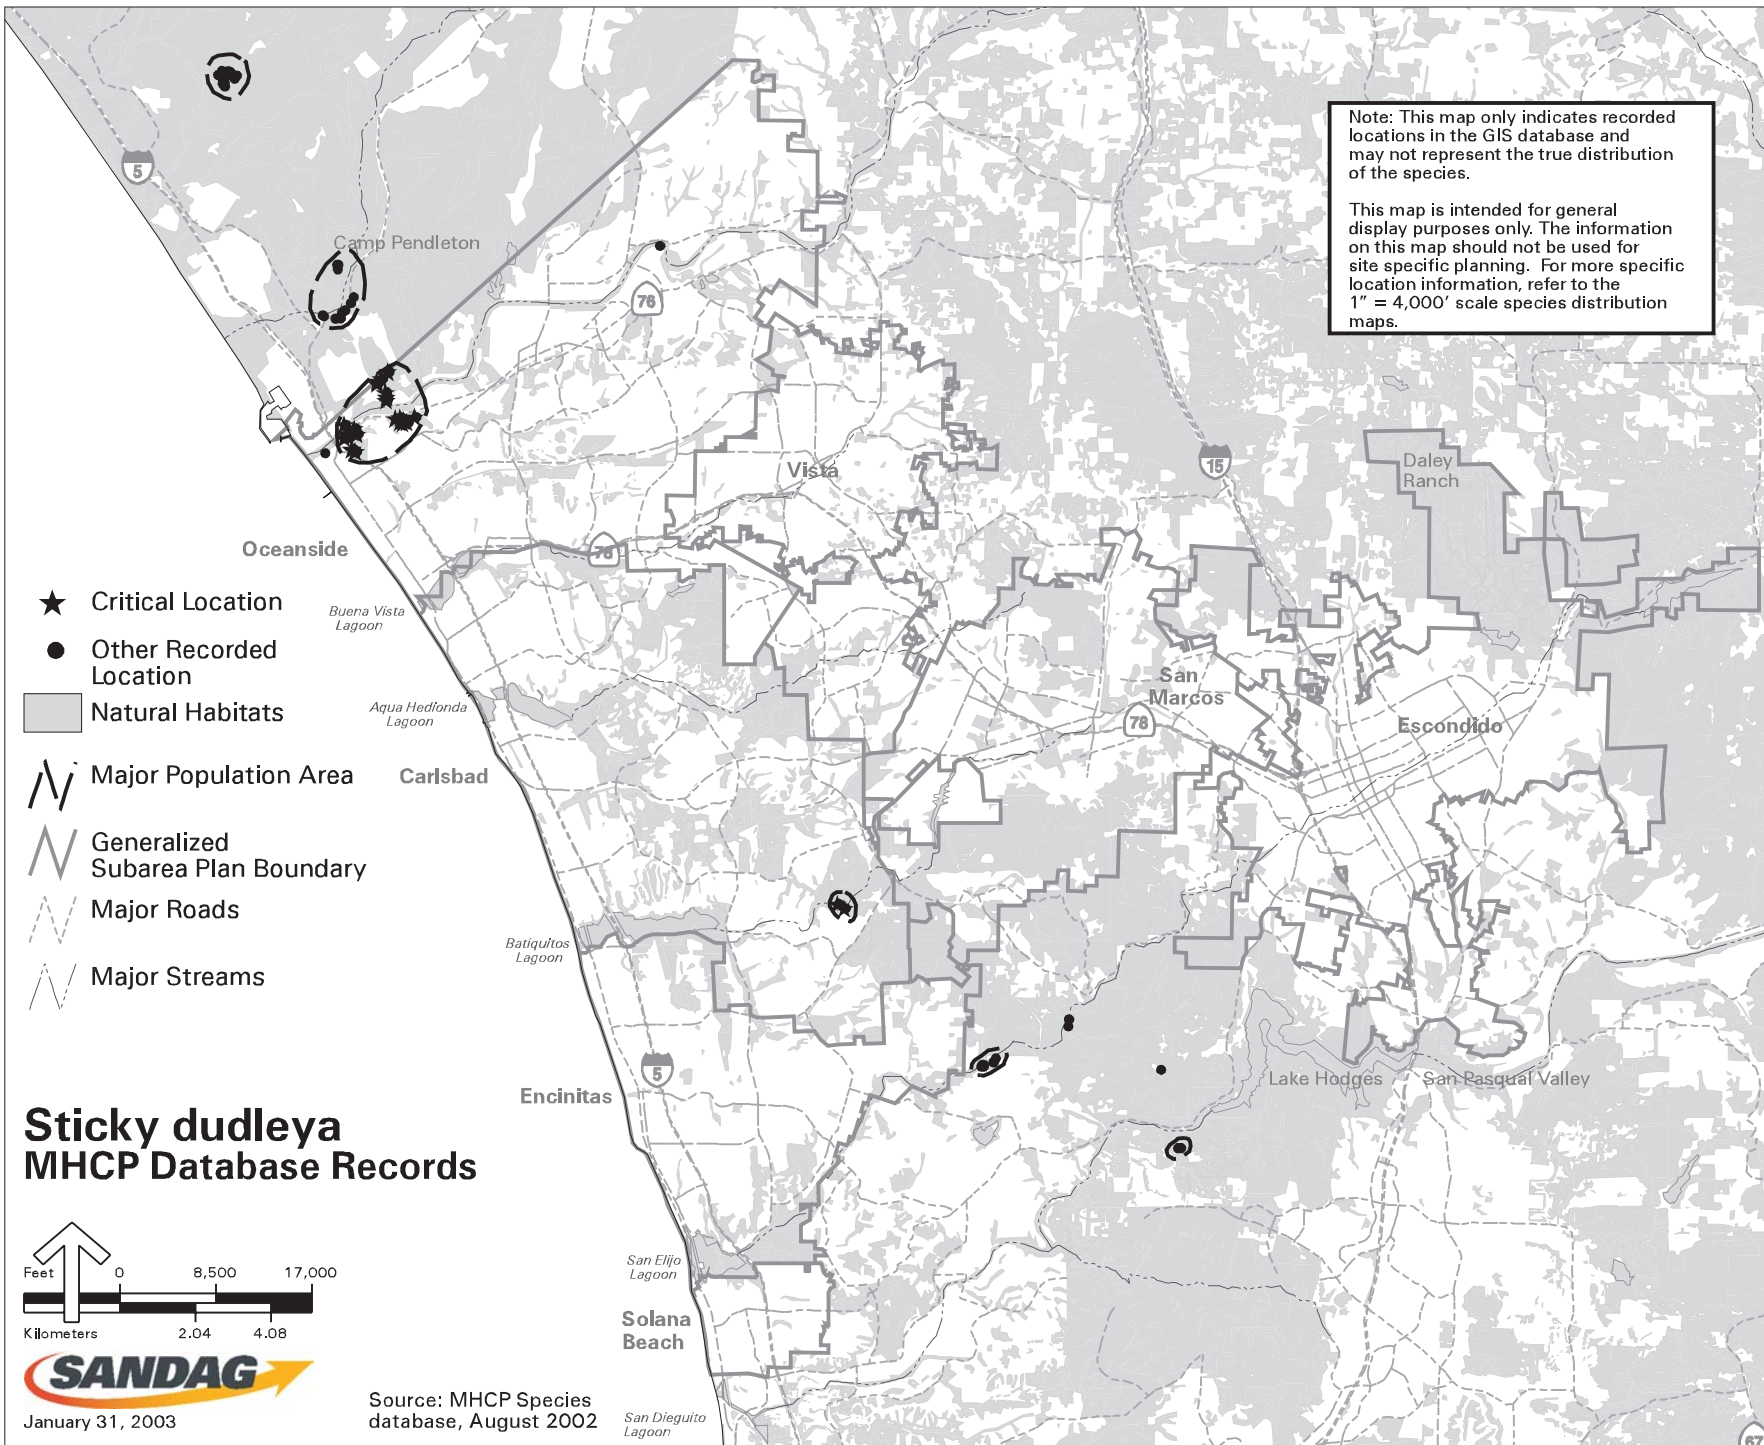 Note: This map only indicates recorded
locations in the GIS database and
may not represent the true distribution
of the species.
This map is intended for general
display purposes only. The information
on this map should not be used for
site specific planning. For more specific
location information, refer to the
1" = 4,000' scale species distribution
maps.
5
Camp Pendleton
76
Vista
15
Daley
Ranch
Oceanside
78
Buena Vista
Lagoon
San
Marcos
78
Escondido
Aqua Hedionda
Lagoon
Carlsbad
Batiquitos
Lagoon
5
Encinitas
Lake Hodges
San Pasqual Valley
San Elijo
Lagoon
Solana
Beach
San Dieguito
Lagoon
67
Critical Location
Other Recorded
Location
Natural Habitats
Major Population Area
Generalized
Subarea Plan Boundary
Major Roads
Major Streams
Sticky dudleya
MHCP Database Records
Feet 0 8,500 17,000
Kilometers 2.04 4.08
SANDAG
January 31, 2003
Source: MHCP Species
database, August 2002